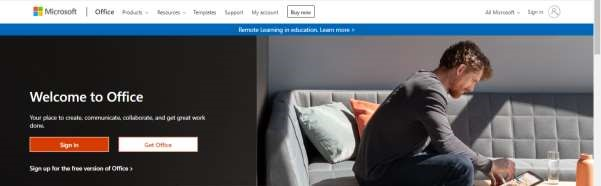 Microsoft Office Products Resources Templates Support My account Buy now All Microsoft Sign in
Remote Learning in education. Learn more >
Welcome to Office
Your place to create, communicate, collaborate, and get great work
done.
Sign in Get Office
Sign up for the free version of Office >